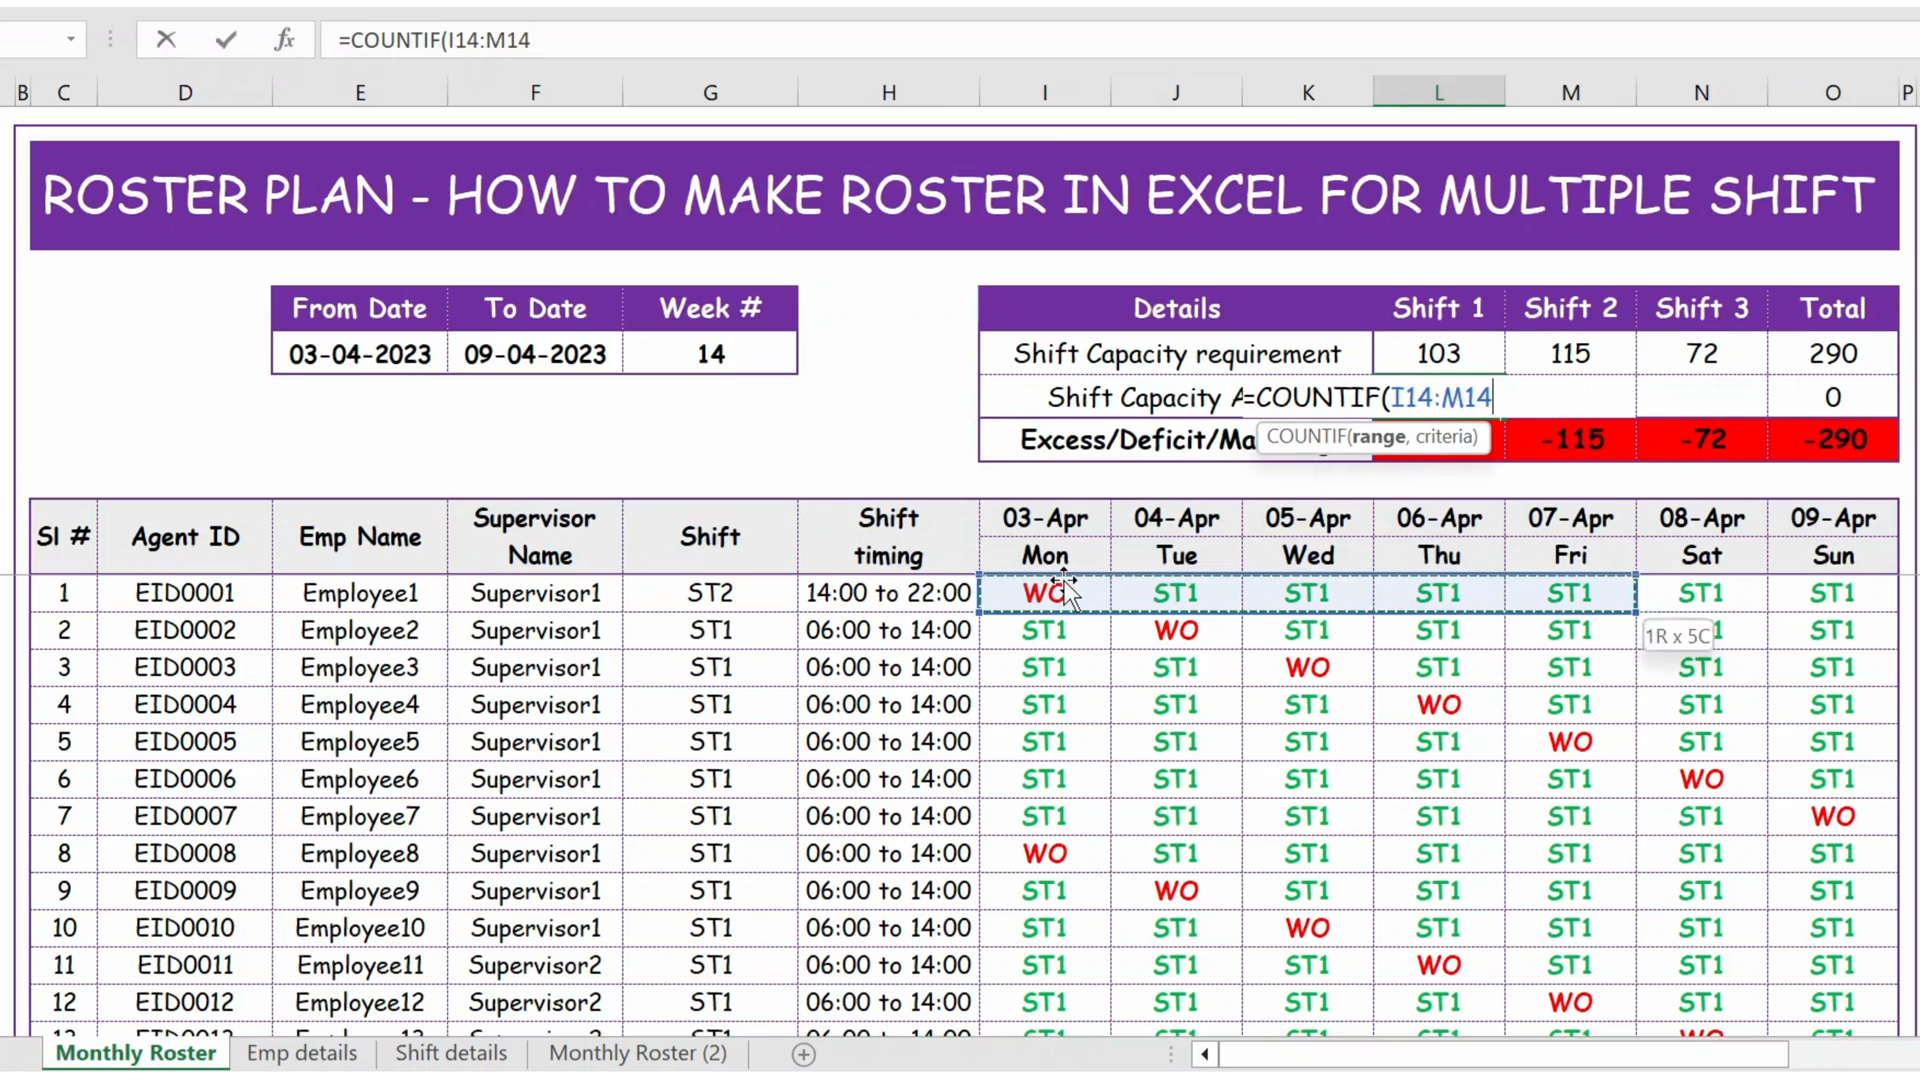 =COUNTIF(I14:M14
B C D E F G H I J K L M N O P
ROSTER PLAN - HOW TO MAKE ROSTER IN EXCEL FOR MULTIPLE SHIFT
From Date To Date Week #
03-04-2023 09-04-2023 14
Details Shift 1 Shift 2 Shift 3 Total
Shift Capacity requirement 103 115 72 290
Shift Capacity A=COUNTIF(I14:M14 0
Excess/Deficit/Ma -115 -72 -290
COUNTIF(range, criteria)
Sl # Agent ID Emp Name Supervisor Name Shift Shift timing 03-Apr 04-Apr 05-Apr 06-Apr 07-Apr 08-Apr 09-Apr
Mon Tue Wed Thu Fri Sat Sun
1 EID0001 Employee1 Supervisor1 ST2 14:00 to 22:00 WO ST1 ST1 ST1 ST1 ST1 ST1
2 EID0002 Employee2 Supervisor1 ST1 06:00 to 14:00 ST1 WO ST1 ST1 ST1 1R x 5C 1 ST1
3 EID0003 Employee3 Supervisor1 ST1 06:00 to 14:00 ST1 ST1 WO ST1 ST1 ST1 ST1
4 EID0004 Employee4 Supervisor1 ST1 06:00 to 14:00 ST1 ST1 ST1 WO ST1 ST1 ST1
5 EID0005 Employee5 Supervisor1 ST1 06:00 to 14:00 ST1 ST1 ST1 ST1 WO ST1 ST1
6 EID0006 Employee6 Supervisor1 ST1 06:00 to 14:00 ST1 ST1 ST1 ST1 ST1 WO ST1
7 EID0007 Employee7 Supervisor1 ST1 06:00 to 14:00 ST1 ST1 ST1 ST1 ST1 ST1 WO
8 EID0008 Employee8 Supervisor1 ST1 06:00 to 14:00 WO ST1 ST1 ST1 ST1 ST1 ST1
9 EID0009 Employee9 Supervisor1 ST1 06:00 to 14:00 ST1 WO ST1 ST1 ST1 ST1 ST1
10 EID0010 Employee10 Supervisor1 ST1 06:00 to 14:00 ST1 ST1 WO ST1 ST1 ST1 ST1
11 EID0011 Employee11 Supervisor2 ST1 06:00 to 14:00 ST1 ST1 ST1 WO ST1 ST1 ST1
12 EID0012 Employee12 Supervisor2 ST1 06:00 to 14:00 ST1 ST1 ST1 ST1 WO ST1 ST1
Monthly Roster Emp details Shift details Monthly Roster (2)